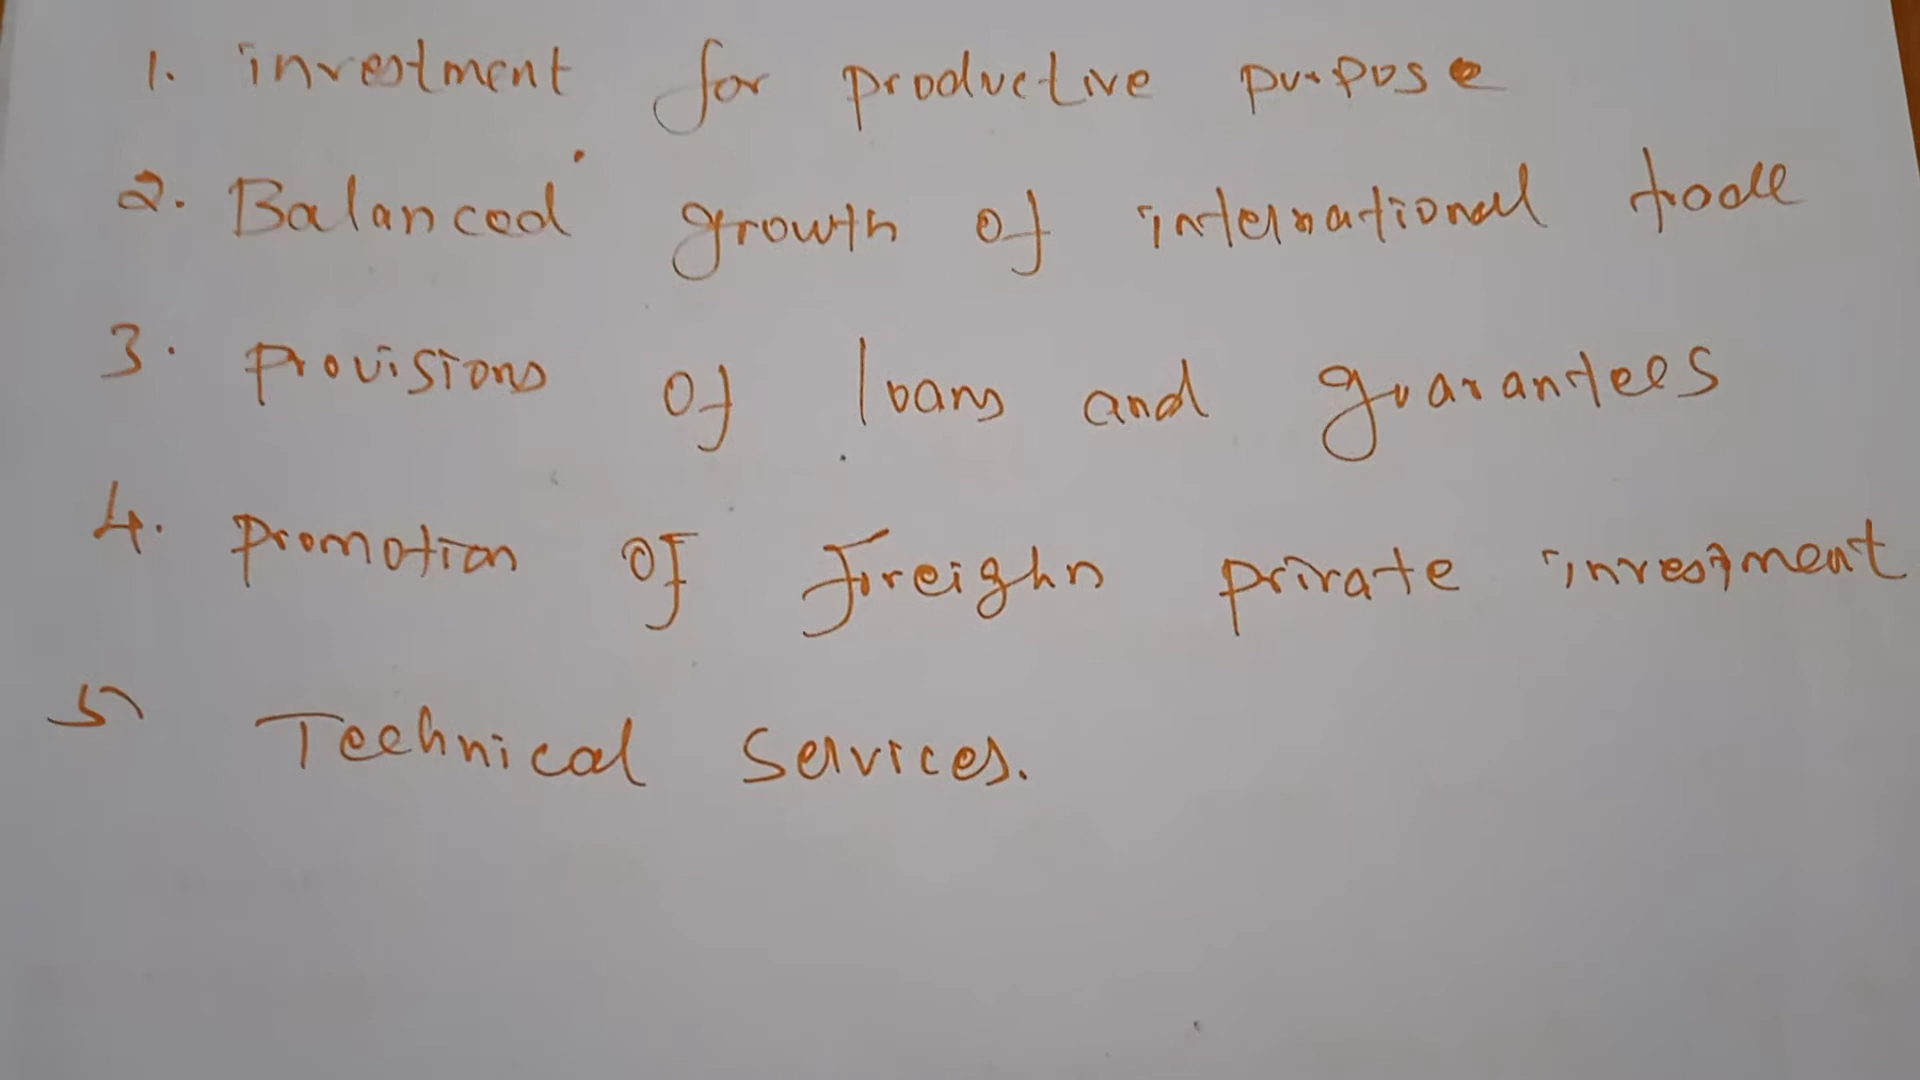 1. investment for productive purpose
2. Balanced growth of international trade
3. provisions of loans and guarantees
4. promotion of foreighn private investment
5 Technical Services.